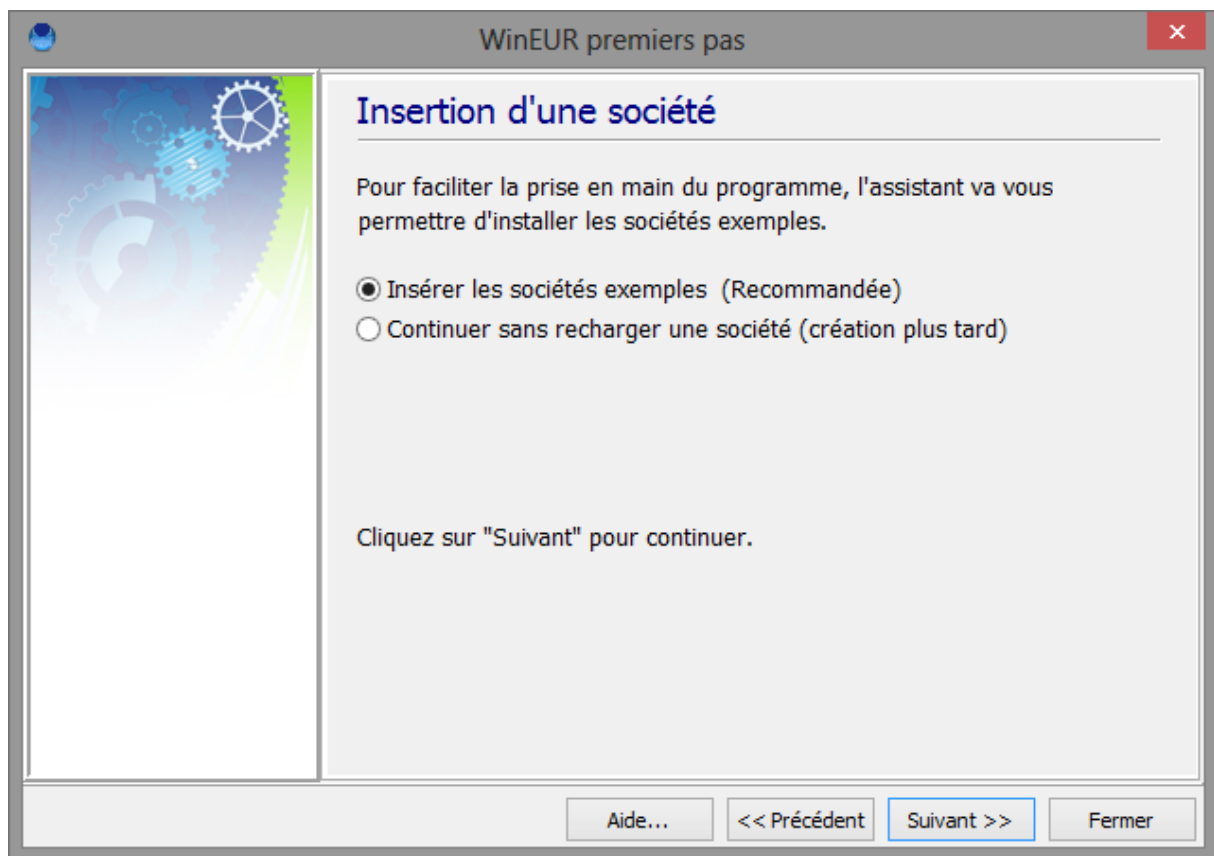 WinEUR premiers pas
Insertion d'une société
Pour faciliter la prise en main du programme, l'assistant va vous
permettre d'installer les sociétés exemples.
Insérer les sociétés exemples (Recommandée)
Continuer sans recharger une société (création plus tard)
Cliquez sur "Suivant" pour continuer.
Aide... << Précédent Suivant >> Fermer